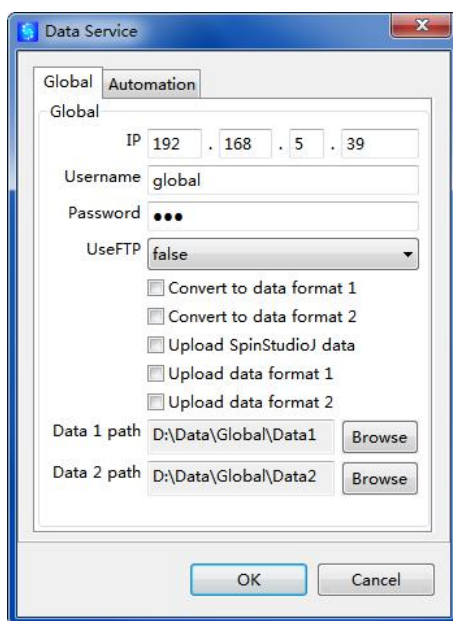 Data Service
Global Automation
Global
IP 192 . 168 . 5 . 39
Username global
Password ●●●
UseFTP false
Convert to data format 1
Convert to data format 2
Upload SpinStudioJ data
Upload data format 1
Upload data format 2
Data 1 path D:\Data\Global\Data1 Browse
Data 2 path D:\Data\Global\Data2 Browse
OK Cancel